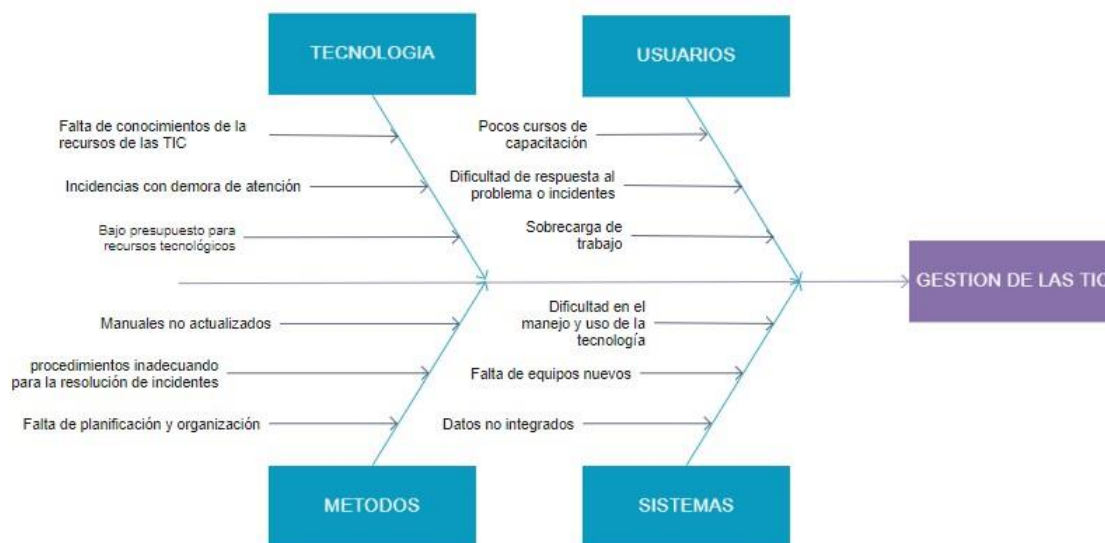 TECNOLOGIA
USUARIOS
Falta de conocimientos de la
recursos de las TIC
Incidencias con demora de atención
Bajo presupuesto para
recursos tecnológicos
Pocos cursos de
capacitación
Dificultad de respuesta al
problema o incidentes
Sobrecarga de
trabajo
GESTION DE LAS TIC
Manuales no actualizados
procedimientos inadecuando
para la resolución de incidentes
Falta de planificación y organización
Dificultad en el
manejo y uso de la
tecnología
Falta de equipos nuevos
Datos no integrados
METODOS
SISTEMAS